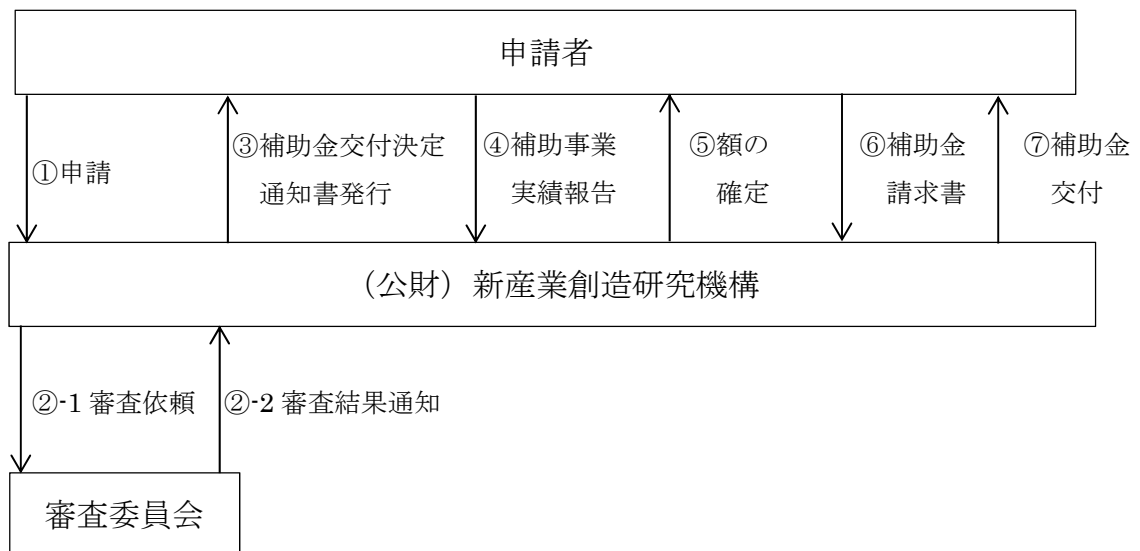 申請者
①申請
③補助金交付決定
通知書発行
④補助事業
実績報告
⑤額の
確定
⑥補助金
請求書
⑦補助金
交付
（公財）新産業創造研究機構
②-1 審査依頼
②-2 審査結果通知
審査委員会